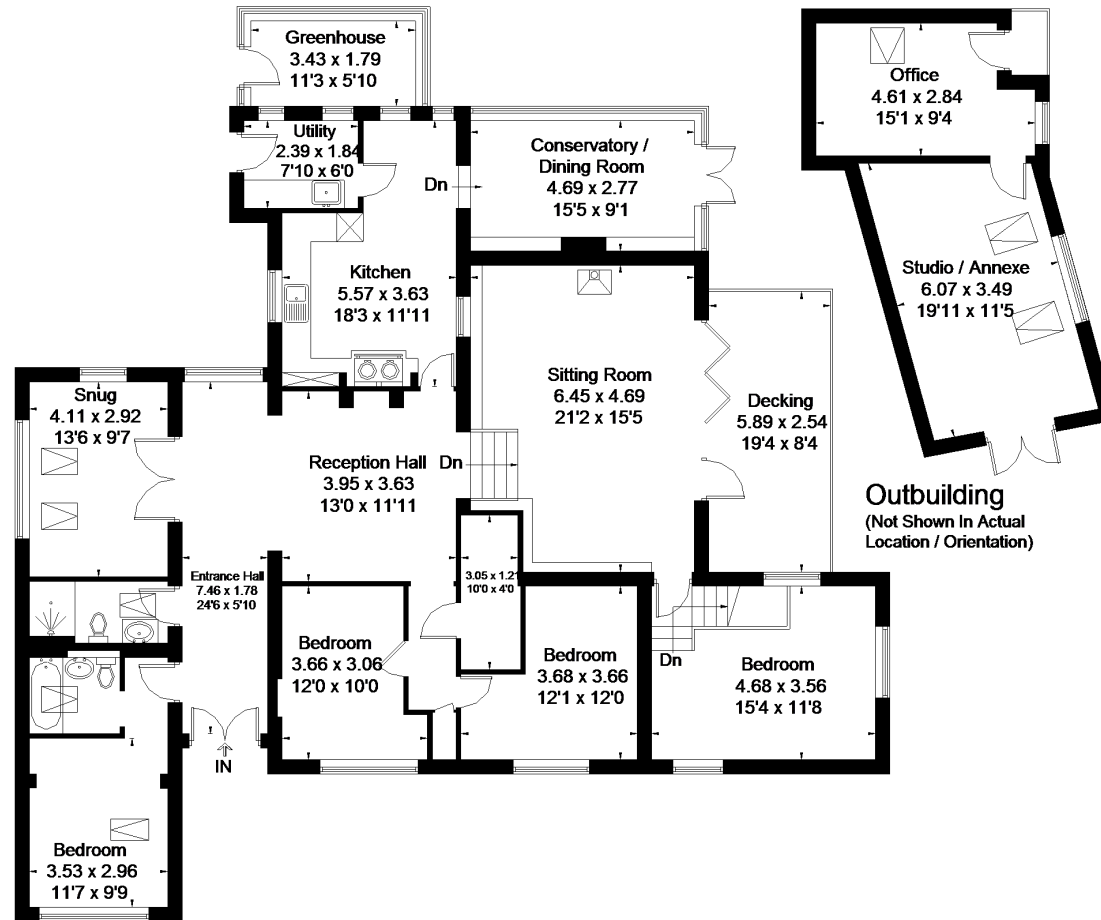 Greenhouse
3.43 x 1.79
11'3 x 5'10
Utility
2.39 x 1.84
7'10 x 6'0
Dn
Conservatory /
Dining Room
4.69 x 2.77
15'5 x 9'1
Office
4.61 x 2.84
15'1 x 9'4
Kitchen
5.57 x 3.63
18'3 x 11'11
Studio / Annexe
6.07 x 3.49
19'11 x 11'5
Snug
4.11 x 2.92
13'6 x 9'7
Sitting Room
6.45 x 4.69
21'2 x 15'5
Decking
5.89 x 2.54
19'4 x 8'4
Reception Hall
3.95 x 3.63
13'0 x 11'11
Dn
Outbuilding
(Not Shown In Actual
Location / Orientation)
Entrance Hall
7.46 x 1.78
24'6 x 5'10
3.05 x 1.21
10'0 x 4'0
Bedroom
3.66 x 3.06
12'0 x 10'0
Bedroom
3.68 x 3.66
12'1 x 12'0
Dn
Bedroom
4.68 x 3.56
15'4 x 11'8
IN
Bedroom
3.53 x 2.96
11'7 x 9'9